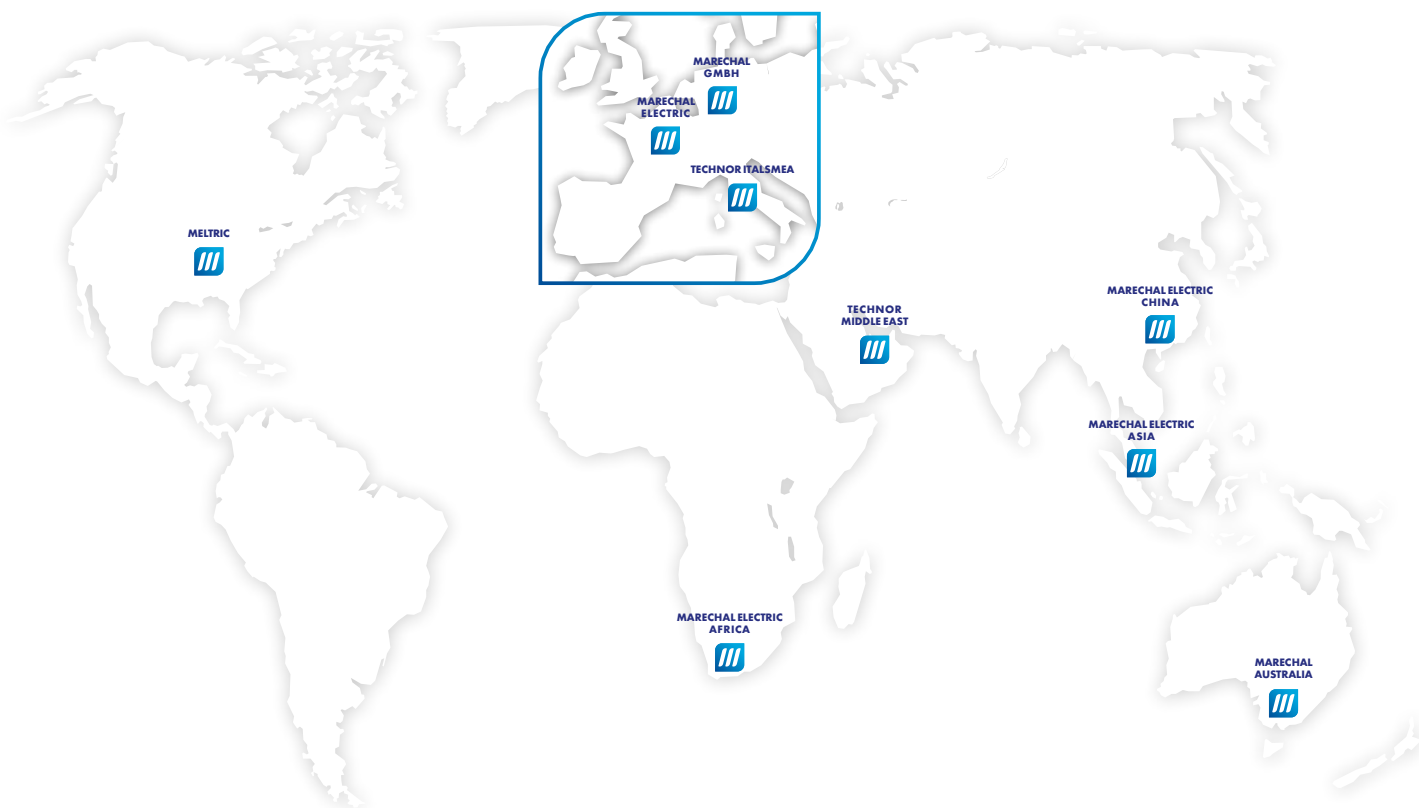 MARECHAL
GMBH
MARECHAL
ELECTRIC
TECHNOR ITALSMEA
MELTRIC
MARECHAL ELECTRIC
CHINA
TECHNOR
MIDDLE EAST
MARECHAL ELECTRIC
ASIA
MARECHAL ELECTRIC
AFRICA
MARECHAL
AUSTRALIA